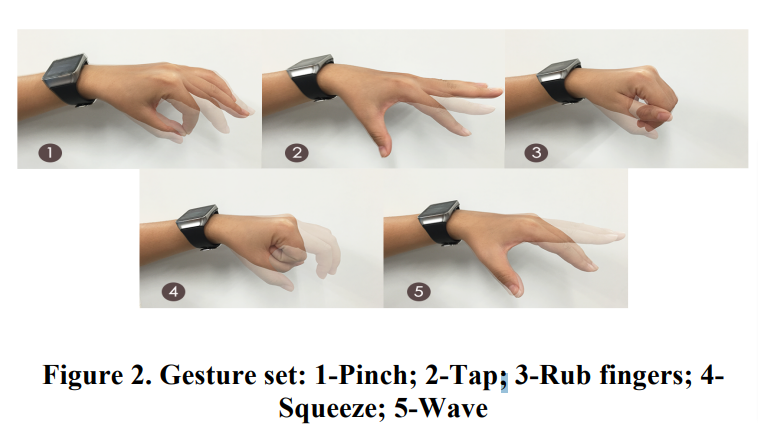 1
2
3
4
5
Figure 2. Gesture set: 1-Pinch; 2-Tap; 3-Rub fingers; 4-
Squeeze; 5-Wave